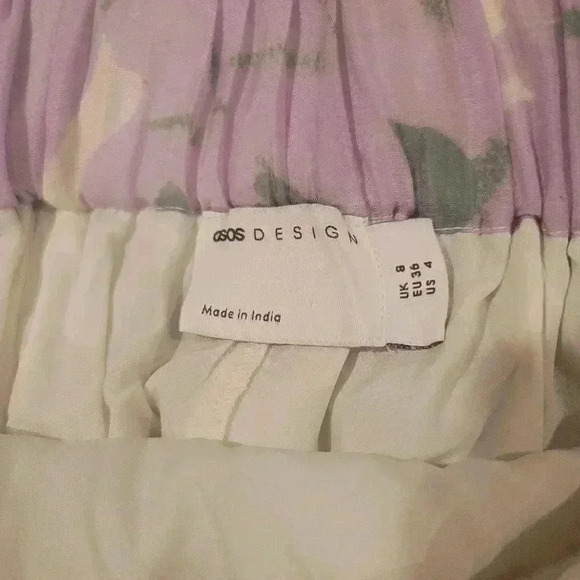 asos DESIGN
Made in India
UK 8
EU 36
US 4